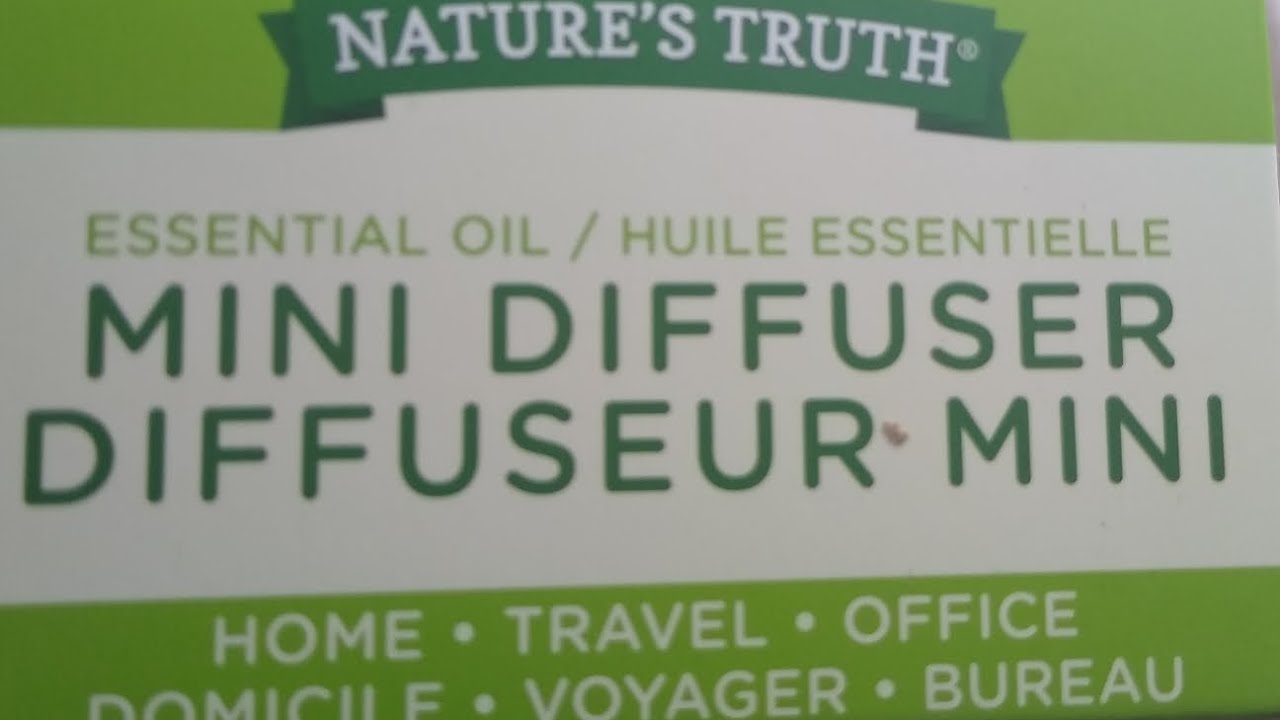 NATURE'S TRUTH®
ESSENTIAL OIL / HUILE ESSENTIELLE
MINI DIFFUSER
DIFFUSEUR MINI
HOME • TRAVEL • OFFICE
DOMICILE • VOYAGER • BUREAU